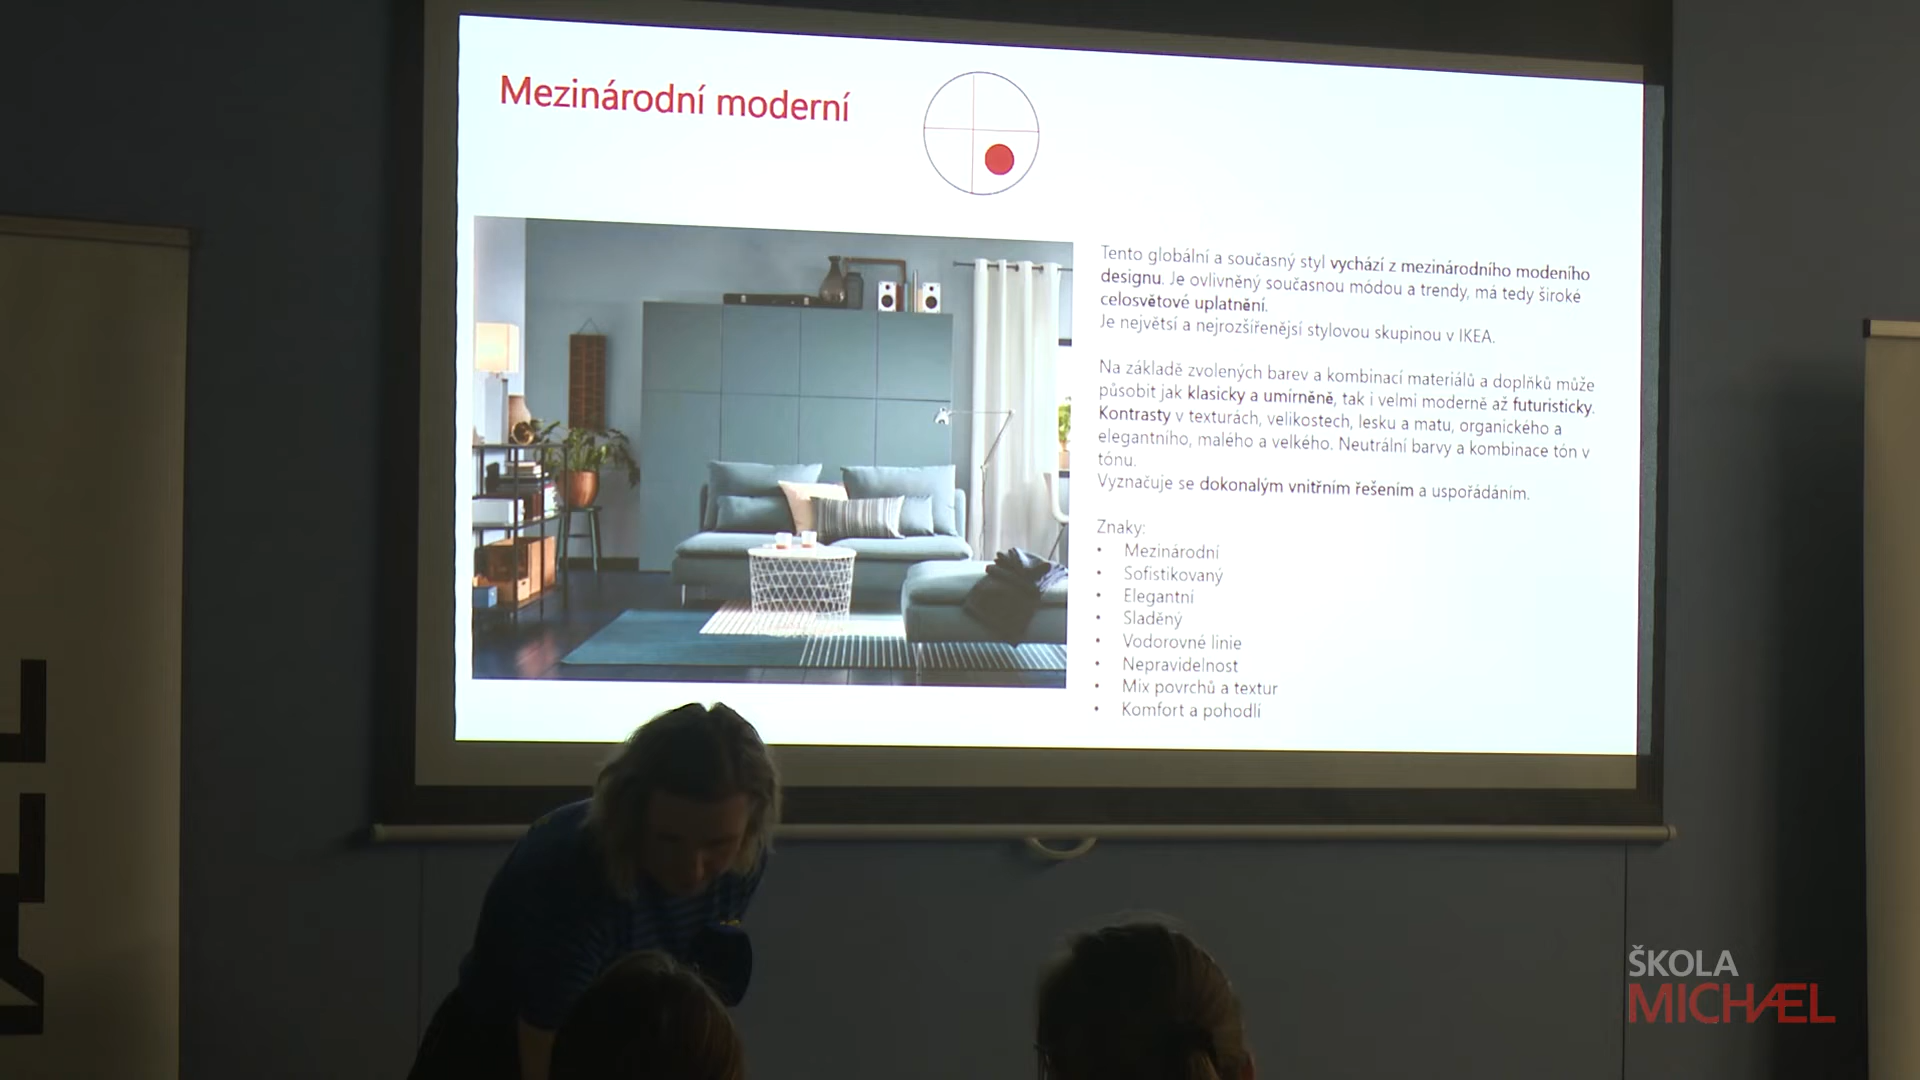 Mezinárodní moderní
Tento globální a současný styl vychází z mezinárodního modeního
designu. Je ovlivněný současnou módou a trendy, má tedy široké
celosvětové uplatnění.
Je největsí a nejrozšířenějsí stylovou skupinou v IKEA.
Na základě zvolených barev a kombinací materiálů a doplňků může
působit jak klasicky a umírněně, tak i velmi moderně až futuristicky.
Kontrasty v texturách, velikostech, lesku a matu, organického a
elegantního, malého a velkého. Neutrální barvy a kombinace tón v
tónu.
Vyznačuje se dokonalým vnitřním řešením a uspořádáním.
Znaky:
• Mezinárodní
• Sofistikovaný
• Elegantní
• Sladěný
• Vodorovné linie
• Nepravidelnost
• Mix povrchů a textur
• Komfort a pohodlí
ŠKOLA
MICHAEL